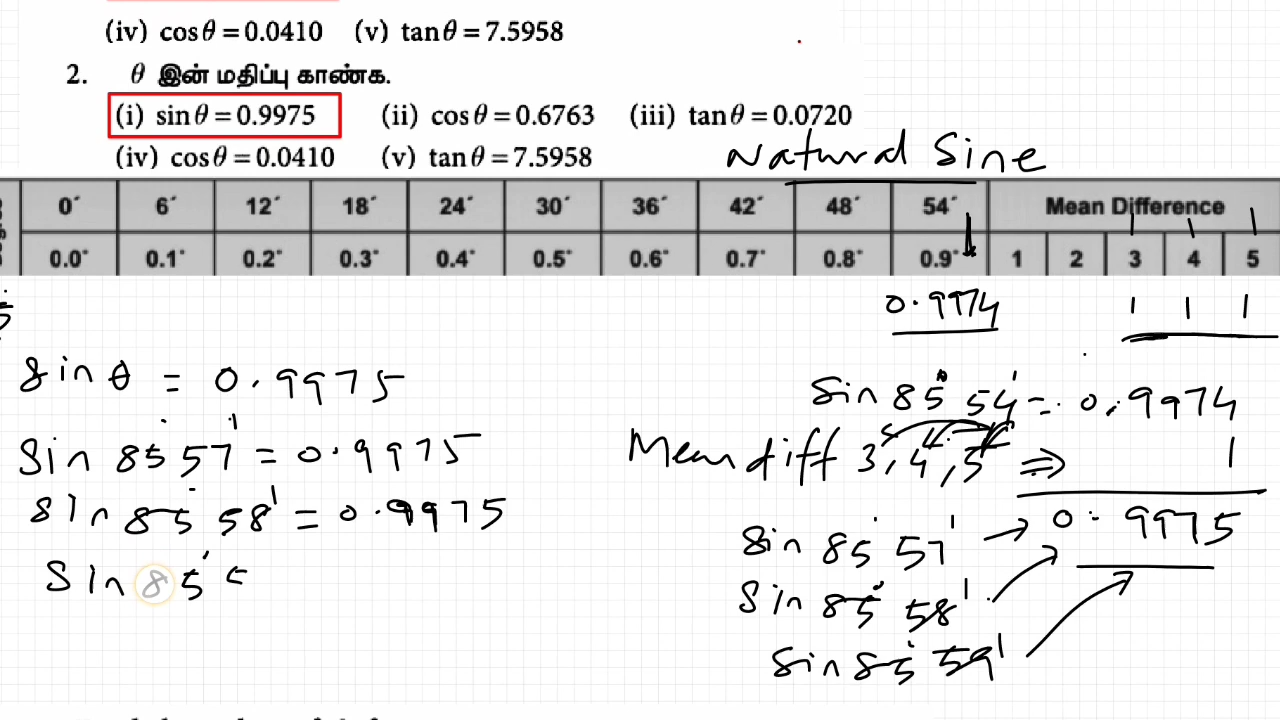 (iv) cosθ = 0.0410 (v) tanθ = 7.5958
2. θ இன் மதிப்பு காண்க.
(i) sinθ = 0.9975 (ii) cosθ = 0.6763 (iii) tanθ = 0.0720
(iv) cosθ = 0.0410 (v) tanθ = 7.5958
Natural Sine
0´ 6´ 12´ 18´ 24´ 30´ 36´ 42´ 48´ 54´ Mean Difference
0.0° 0.1° 0.2° 0.3° 0.4° 0.5° 0.6° 0.7° 0.8° 0.9° 1 2 3 4 5
0.9974 1 1 1
5
sin θ = 0.9975
sin 85° 57' = 0.9975
sin 85° 58' = 0.9975
sin 85° 5
sin 85° 54' = 0.9974
Mean diff 3, 4, 5 ⇒ 1
0.9975
sin 85° 57' →
sin 85° 58'
sin 85° 59'